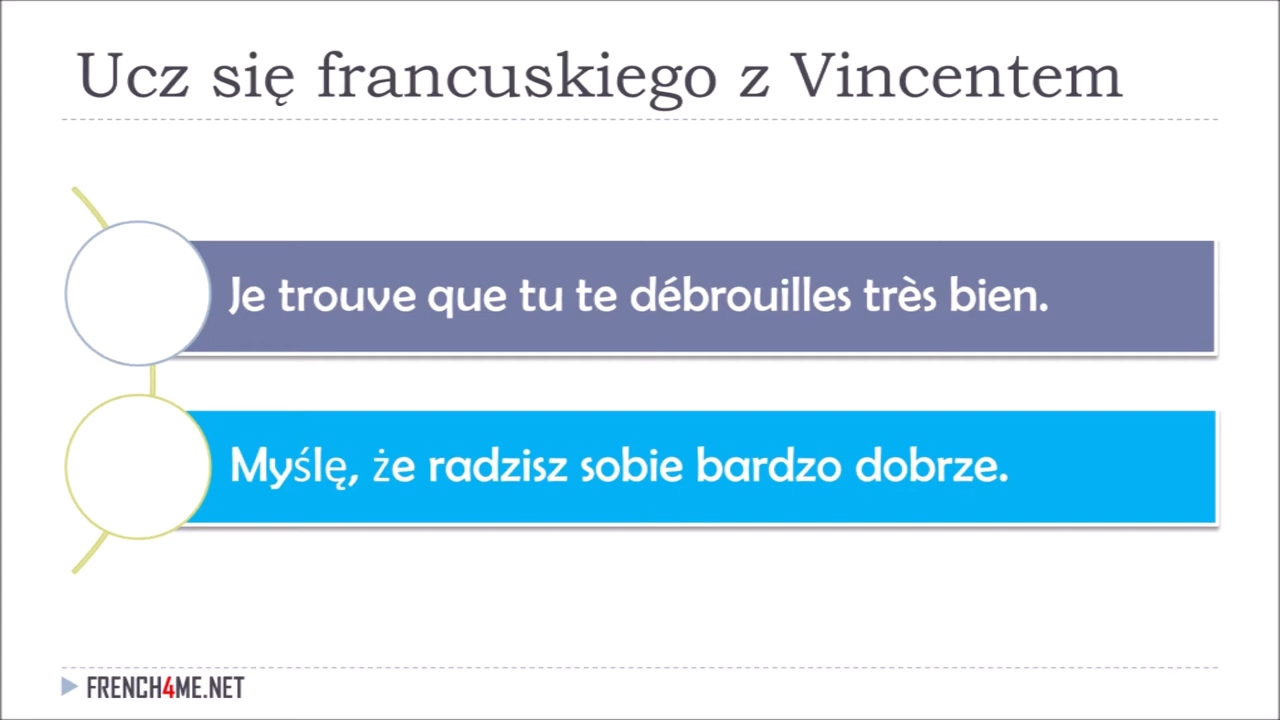 Ucz się francuskiego z Vincentem
Je trouve que tu te débrouilles très bien.
Myślę, że radzisz sobie bardzo dobrze.
FRENCH4ME.NET